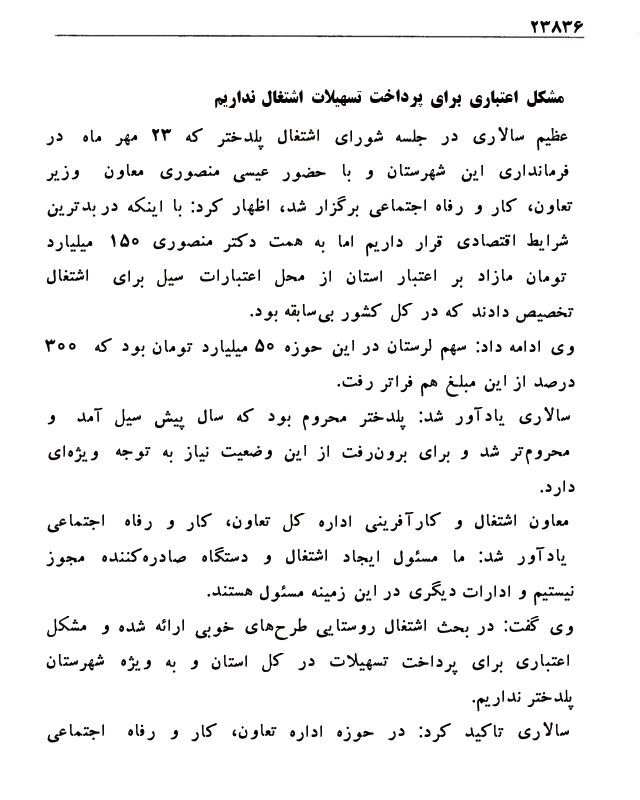 ۲۳۸۳۶
مشکل اعتباری برای پرداخت تسهیلات اشتغال نداریم
عظیم سالاری در جلسه شورای اشتغال پلدختر که ۲۳ مهر ماه در
فرمانداری این شهرستان و با حضور عیسی منصوری معاون وزیر
تعاون، کار و رفاه اجتماعی برگزار شد، اظهار کرد: با اینکه در بدترین
شرایط اقتصادی قرار داریم اما به همت دکتر منصوری ۱۵۰ میلیارد
تومان مازاد بر اعتبار استان از محل اعتبارات سیل برای اشتغال
تخصیص دادند که در کل کشور بی‌سابقه بود.
وی ادامه داد: سهم لرستان در این حوزه ۵۰ میلیارد تومان بود که ۳۰۰
درصد از این مبلغ هم فراتر رفت.
سالاری یادآور شد: پلدختر محروم بود که سال پیش سیل آمد و
محروم‌تر شد و برای برون‌رفت از این وضعیت نیاز به توجه ویژه‌ای
دارد.
معاون اشتغال و کارآفرینی اداره کل تعاون، کار و رفاه اجتماعی
یادآور شد: ما مسئول ایجاد اشتغال و دستگاه صادره‌کننده مجوز
نیستیم و ادارات دیگری در این زمینه مسئول هستند.
وی گفت: در بحث اشتغال روستایی طرح‌های خوبی ارائه شده و مشکل
اعتباری برای پرداخت تسهیلات در کل استان و به ویژه شهرستان
پلدختر نداریم.
سالاری تاکید کرد: در حوزه اداره تعاون، کار و رفاه اجتماعی